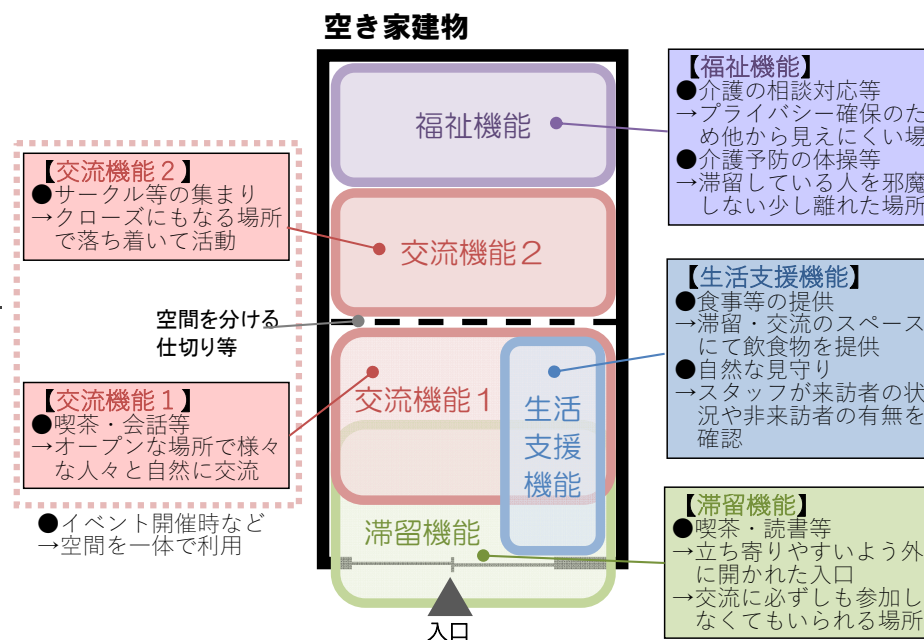 空き家建物
【福祉機能】
●介護の相談対応等
→プライバシー確保のた
め他から見えにくい場
●介護予防の体操等
→滞留している人を邪魔
しない少し離れた場所
福祉機能
【交流機能２】
●サークル等の集まり
→クローズにもなる場所
で落ち着いて活動
交流機能２
空間を分ける
仕切り等
【生活支援機能】
●食事等の提供
→滞留・交流のスペース
にて飲食物を提供
●自然な見守り
→スタッフが来訪者の状
況や非来訪者の有無を
確認
【交流機能１】
●喫茶・会話等
→オープンな場所で様々
な人々と自然に交流
交流機能１
生活
支援
機能
●イベント開催時など
→空間を一体で利用
滞留機能
【滞留機能】
●喫茶・読書等
→立ち寄りやすいよう外
に開かれた入口
→交流に必ずしも参加し
なくてもいられる場所
入口